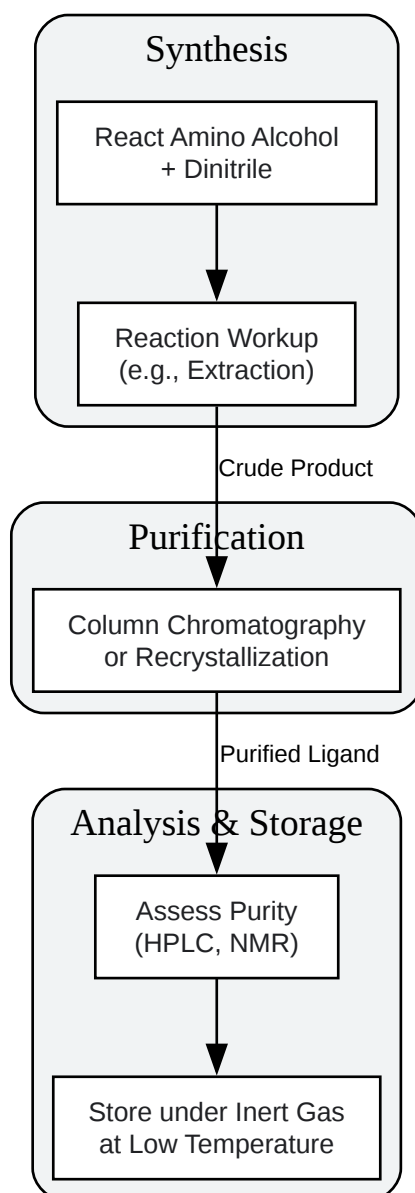 Synthesis
React Amino Alcohol
+ Dinitrile
Reaction Workup
(e.g., Extraction)
Crude Product
Purification
Column Chromatography
or Recrystallization
Purified Ligand
Analysis & Storage
Assess Purity
(HPLC, NMR)
Store under Inert Gas
at Low Temperature